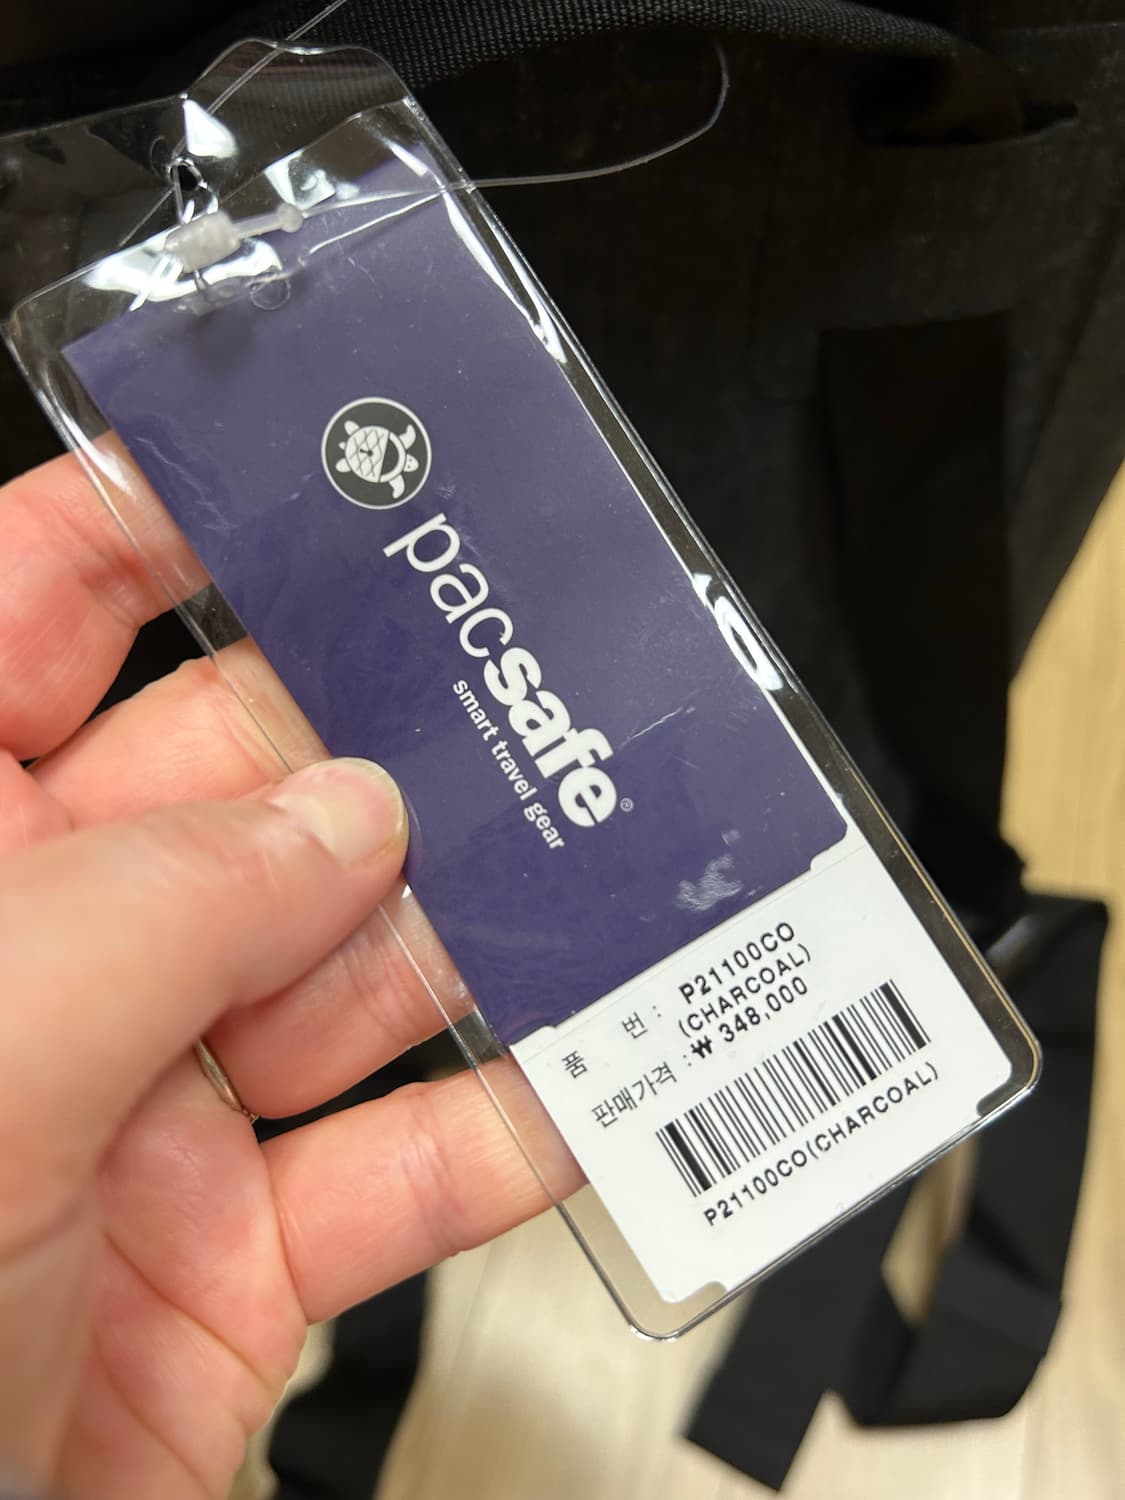 pacsafe®
smart travel gear
품 번 : P21100CO
(CHARCOAL)
판매가격 : ₩ 348,000
P21100CO(CHARCOAL)